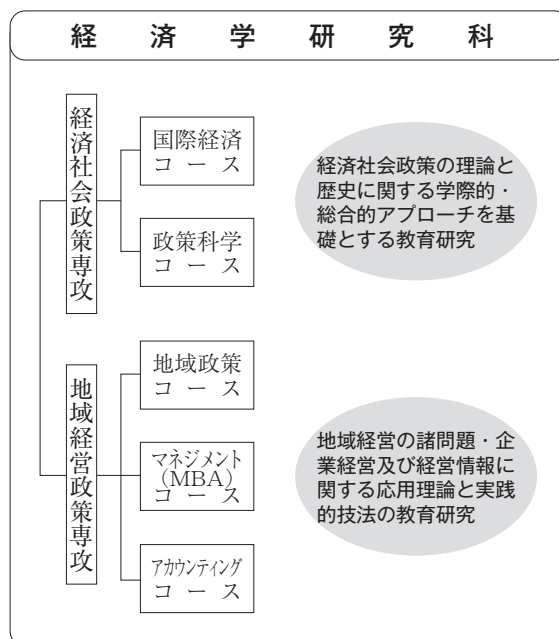 経済学研究科
経済社会政策専攻
国際経済
コース
政策科学
コース
経済社会政策の理論と
歴史に関する学際的・
総合的アプローチを基
礎とする教育研究
地域経営政策専攻
地域政策
コース
マネジメント
(MBA)
コース
アカウンティング
コース
地域経営の諸問題・企
業経営及び経営情報に
関する応用理論と実践
的技法の教育研究